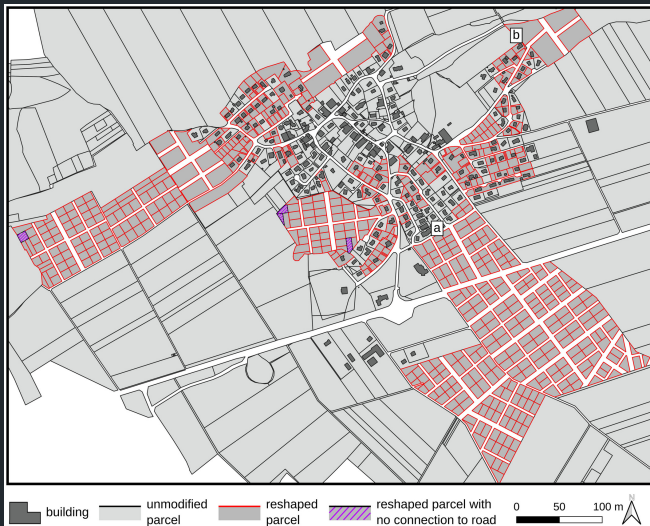 b
a
building
unmodified
parcel
reshaped
parcel
reshaped parcel with
no connection to road
0 50 100 m
N